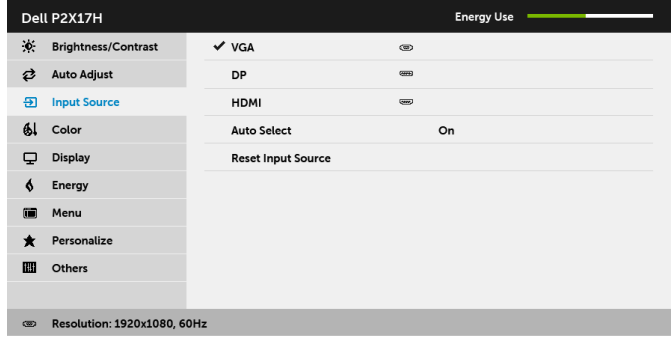 Dell P2X17H Energy Use
Brightness/Contrast VGA
Auto Adjust DP
Input Source HDMI
Color Auto Select On
Display Reset Input Source
Energy
Menu
Personalize
Others
Resolution: 1920x1080, 60Hz